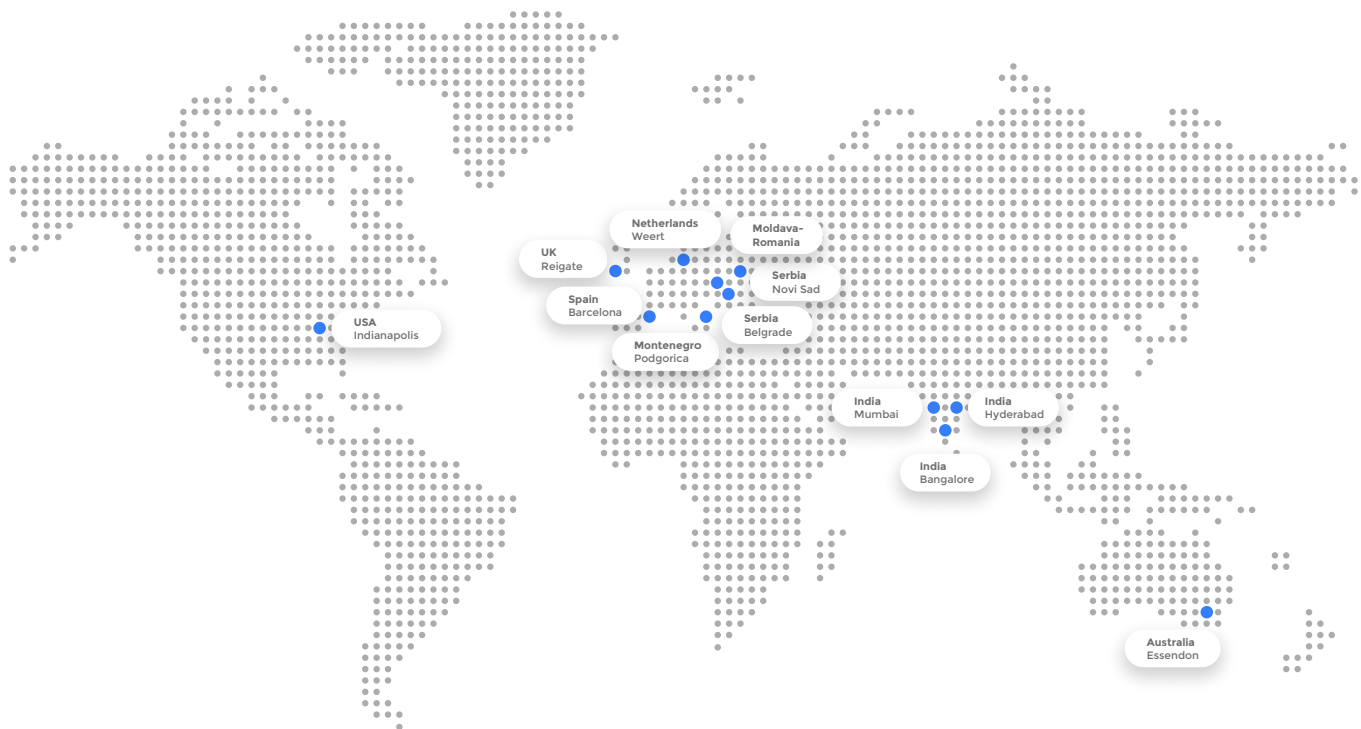 Netherlands
Weert
Moldava-
Romania
UK
Reigate
Serbia
Novi Sad
Spain
Barcelona
USA
Indianapolis
Serbia
Belgrade
Montenegro
Podgorica
India
Mumbai
India
Hyderabad
India
Bangalore
Australia
Essendon